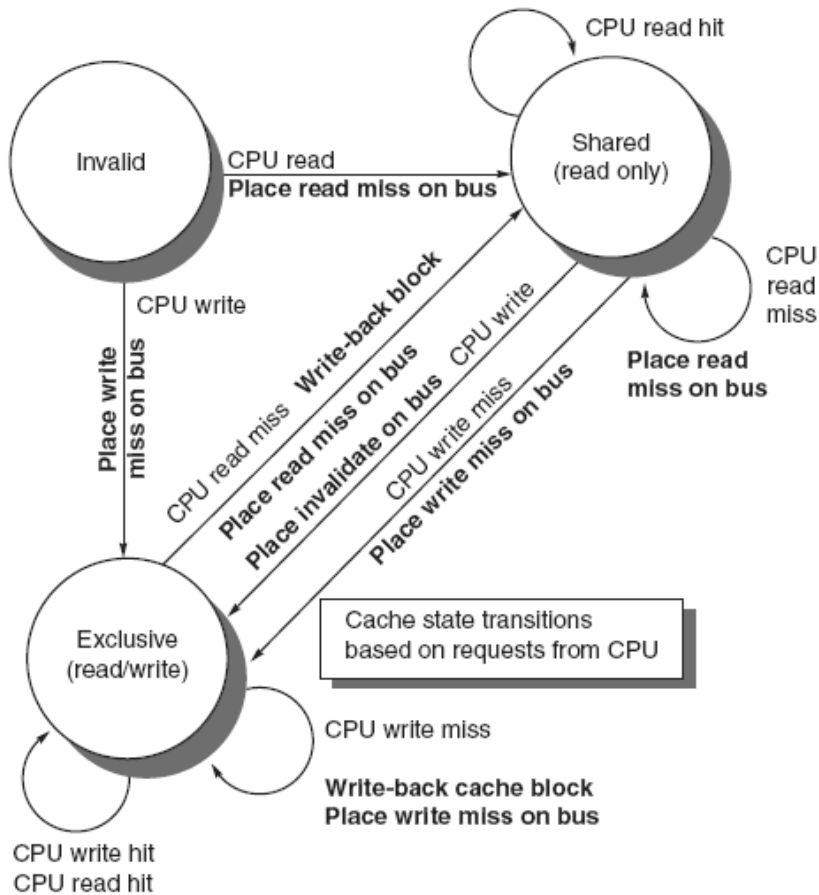 CPU read hit
Invalid
Shared
(read only)
CPU read
Place read miss on bus
CPU
read
miss
Place read
miss on bus
CPU write
Place write
miss on bus
CPU read miss
Write-back block
Place read miss on bus
Place invalidate on bus
CPU write
CPU write miss
Place write miss on bus
Cache state transitions
based on requests from CPU
Exclusive
(read/write)
CPU write miss
Write-back cache block
Place write miss on bus
CPU write hit
CPU read hit